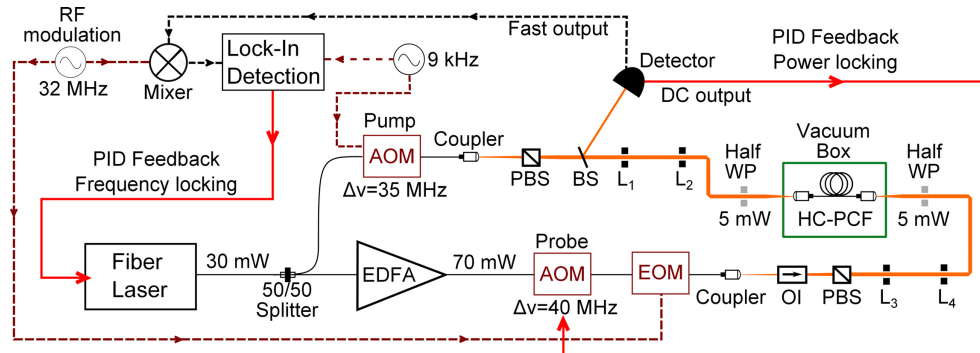 RF
modulation
32 MHz
Mixer
Lock-In
Detection
9 kHz
Fast output
Detector
DC output
PID Feedback
Power locking
Pump
AOM
Δν=35 MHz
Coupler
PBS
BS
L₁
L₂
Half
WP
5 mW
Vacuum
Box
HC-PCF
Half
WP
5 mW
PID Feedback
Frequency locking
Fiber
Laser
30 mW
50/50
Splitter
EDFA
70 mW
Probe
AOM
Δν=40 MHz
EOM
Coupler
OI
PBS
L₃
L₄